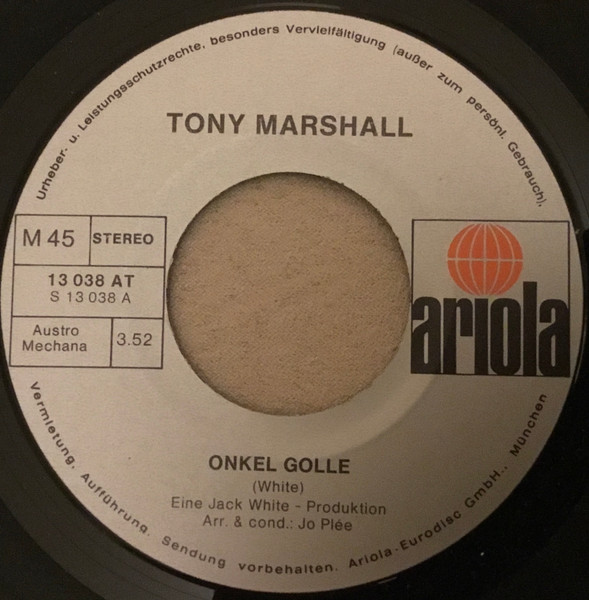 Urheber- u. Leistungsschutzrechte, besonders Vervielfältigung (außer zum persönl. Gebrauch),
TONY MARSHALL
M 45 STEREO
13 038 AT
S 13 038 A
Austro
Mechana
3.52
ariola
ONKEL GOLLE
(White)
Eine Jack White - Produktion
Arr. & cond.: Jo Plée
Vermietung, Aufführung, Sendung vorbehalten. Ariola-Eurodisc GmbH., München